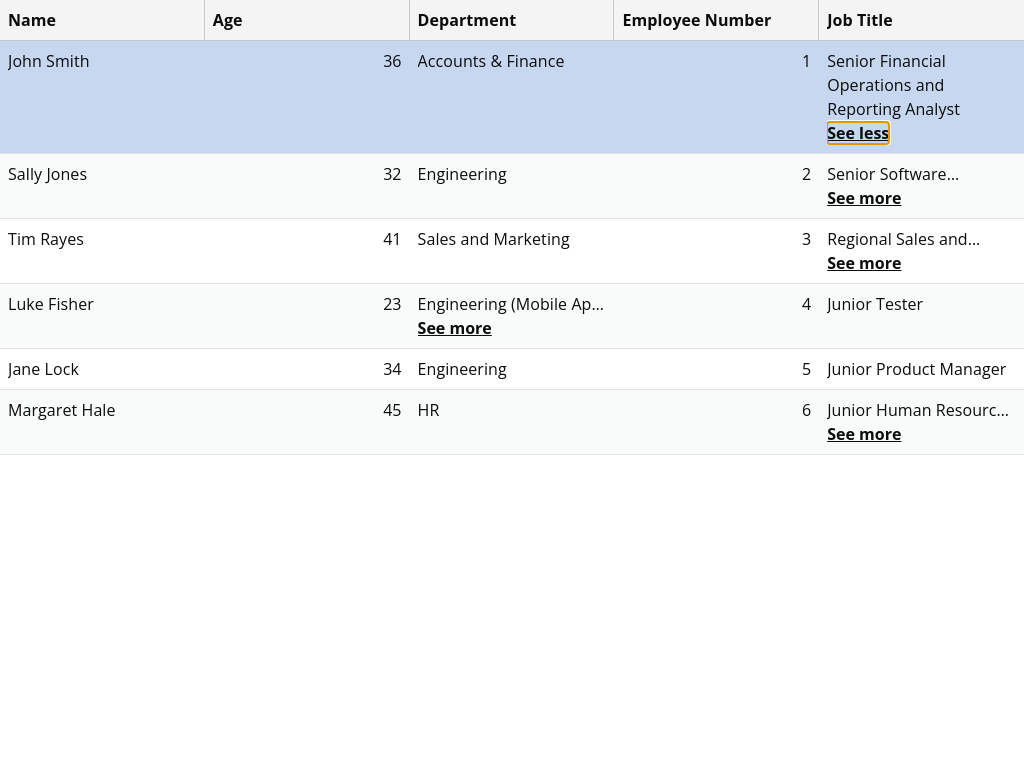 Name Age Department Employee Number Job Title
John Smith 36 Accounts & Finance 1 Senior Financial
Operations and
Reporting Analyst
See less
Sally Jones 32 Engineering 2 Senior Software...
See more
Tim Rayes 41 Sales and Marketing 3 Regional Sales and...
See more
Luke Fisher 23 Engineering (Mobile Ap... 4 Junior Tester
See more
Jane Lock 34 Engineering 5 Junior Product Manager
Margaret Hale 45 HR 6 Junior Human Resourc...
See more